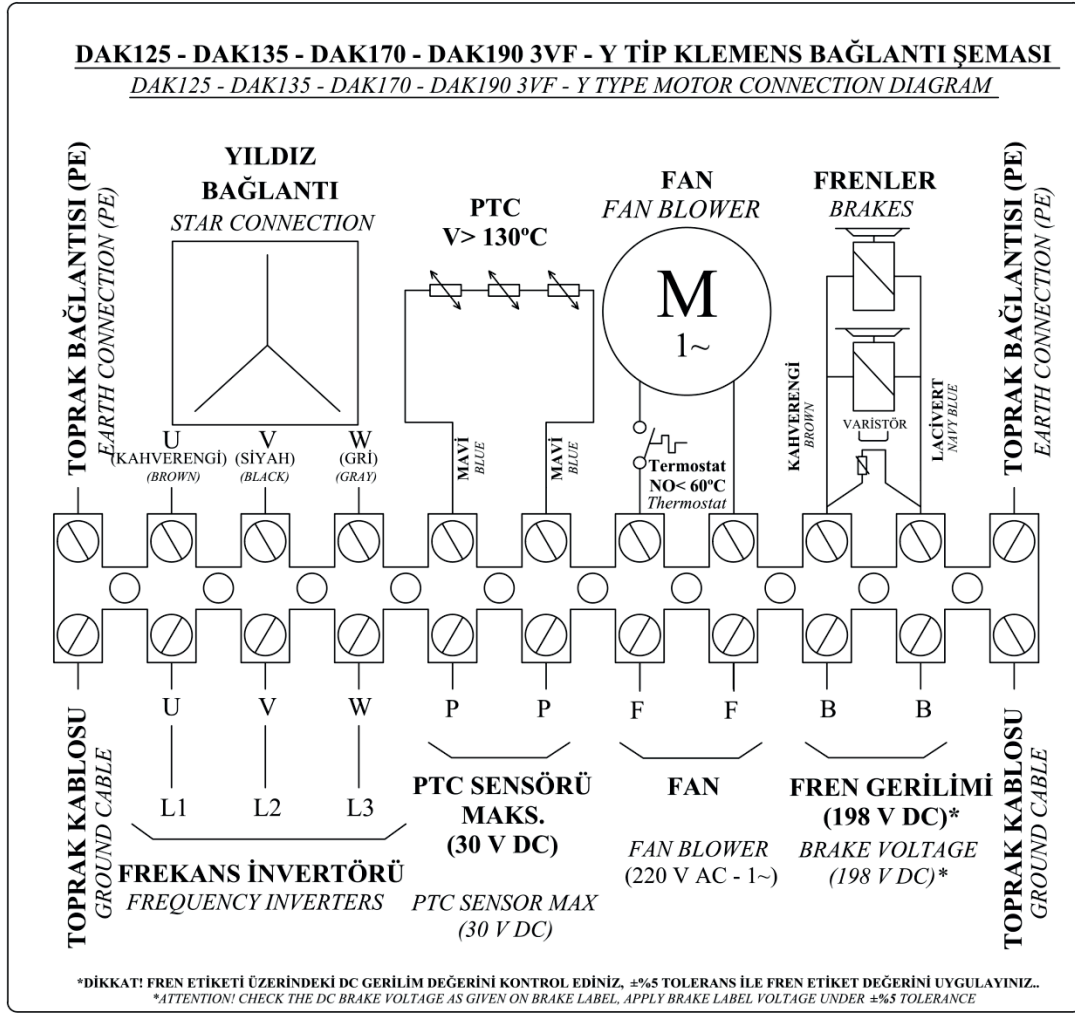 DAK125 - DAK135 - DAK170 - DAK190 3VF - Y TİP KLEMENS BAĞLANTI ŞEMASI
DAK125 - DAK135 - DAK170 - DAK190 3VF - Y TYPE MOTOR CONNECTION DIAGRAM
TOPRAK BAĞLANTISI (PE)
EARTH CONNECTION (PE)
YILDIZ
BAĞLANTI
STAR CONNECTION
U
(KAHVERENGİ)
(BROWN)
V
(SİYAH)
(BLACK)
W
(GRİ)
(GRAY)
PTC
V> 130ºC
MAVİ
BLUE
MAVİ
BLUE
FAN
FAN BLOWER
M
1~
Termostat
NO< 60ºC
Thermostat
FRENLER
BRAKES
KAHVERENGİ
BROWN
VARİSTÖR
LACİVERT
NAVY BLUE
TOPRAK BAĞLANTISI (PE)
EARTH CONNECTION (PE)
TOPRAK KABLOSU
GROUND CABLE
U V W P P F F B B
L1 L2 L3
FREKANS İNVERTÖRÜ
FREQUENCY INVERTERS
PTC SENSÖRÜ
MAKS.
(30 V DC)
PTC SENSOR MAX
(30 V DC)
FAN
FAN BLOWER
(220 V AC - 1~)
FREN GERİLİMİ
(198 V DC)*
BRAKE VOLTAGE
(198 V DC)*
TOPRAK KABLOSU
GROUND CABLE
*DİKKAT! FREN ETİKETİ ÜZERİNDEKİ DC GERİLİM DEĞERİNİ KONTROL EDİNİZ, ±%5 TOLERANS İLE FREN ETİKET DEĞERİNİ UYGULAYINIZ..
*ATTENTION! CHECK THE DC BRAKE VOLTAGE AS GIVEN ON BRAKE LABEL, APPLY BRAKE LABEL VOLTAGE UNDER ±%5 TOLERANCE